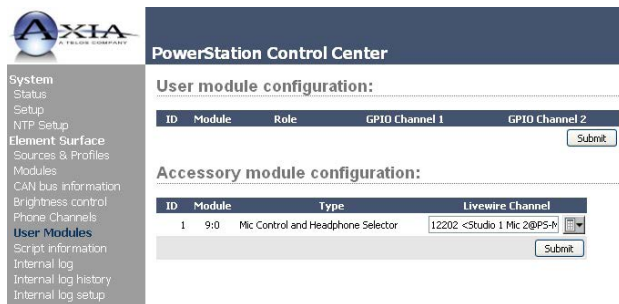 AXIA
A TELOS COMPANY
PowerStation Control Center
System
Status
Setup
NTP Setup
Element Surface
Sources & Profiles
Modules
CAN bus information
Brightness control
Phone Channels
User Modules
Script information
Internal log
Internal log history
Internal log setup
User module configuration:
ID Module Role GPIO Channel 1 GPIO Channel 2
Submit
Accessory module configuration:
ID Module Type Livewire Channel
1 9:0 Mic Control and Headphone Selector 12202 <Studio 1 Mic 2@PS-M
Submit